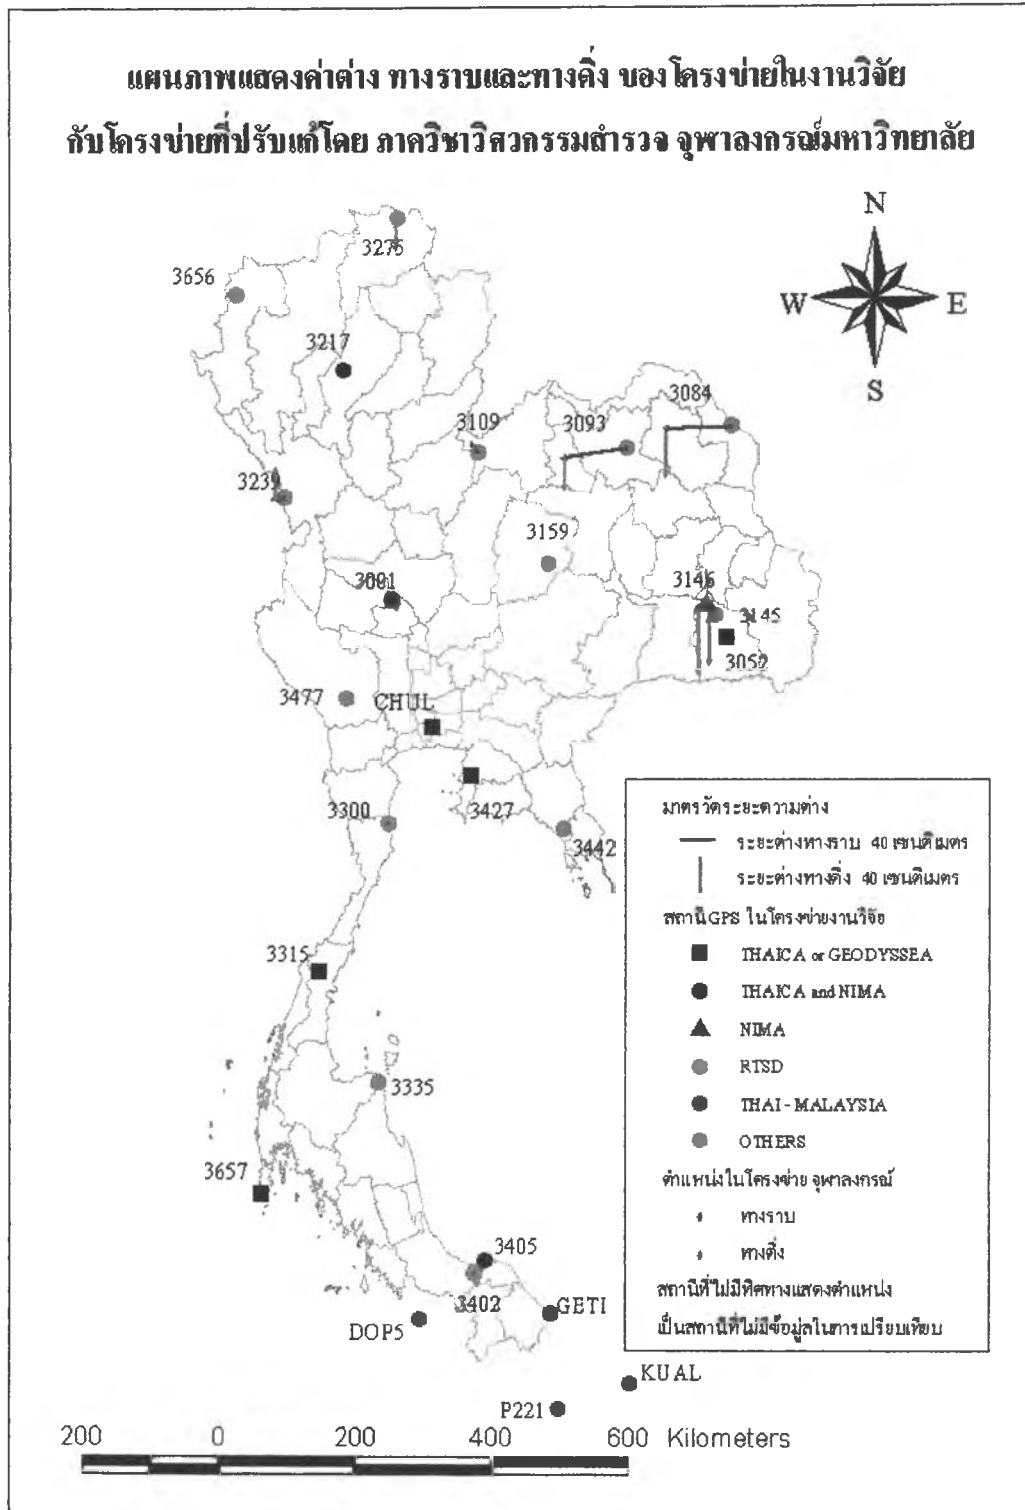 แผนภาพแสดงค่าต่าง ทางราบและทางดิ่ง ของโครงข่ายในงานวิจัย
กับโครงข่ายที่ปรับแก้โดย ภาควิชาวิศวกรรมสำรวจ จุฬาลงกรณ์มหาวิทยาลัย
N
W E
S
3275
3656
3217
3084
3109
3093
3239
3159
3091
3146
3145
3052
3477
CHUL
3300
3427
3442
3315
3335
3657
3405
3402
GETI
DOP5
KUAL
P221
มาตรวัดระยะความต่าง
ระยะต่างทางราบ 40 เซนติเมตร
ระยะต่างทางดิ่ง 40 เซนติเมตร
สถานีGPS ในโครงข่ายงานวิจัย
THAICA or GEODYSSEA
THAICA and NIMA
NIMA
RTSD
THAI - MALAYSIA
OTHERS
ตำแหน่งในโครงข่าย จุฬาลงกรณ์
ทางราบ
ทางดิ่ง
สถานีที่ไม่มีทิศทางแสดงตำแหน่ง
เป็นสถานีที่ไม่มีข้อมูลในการเปรียบเทียบ
200 0 200 400 600 Kilometers